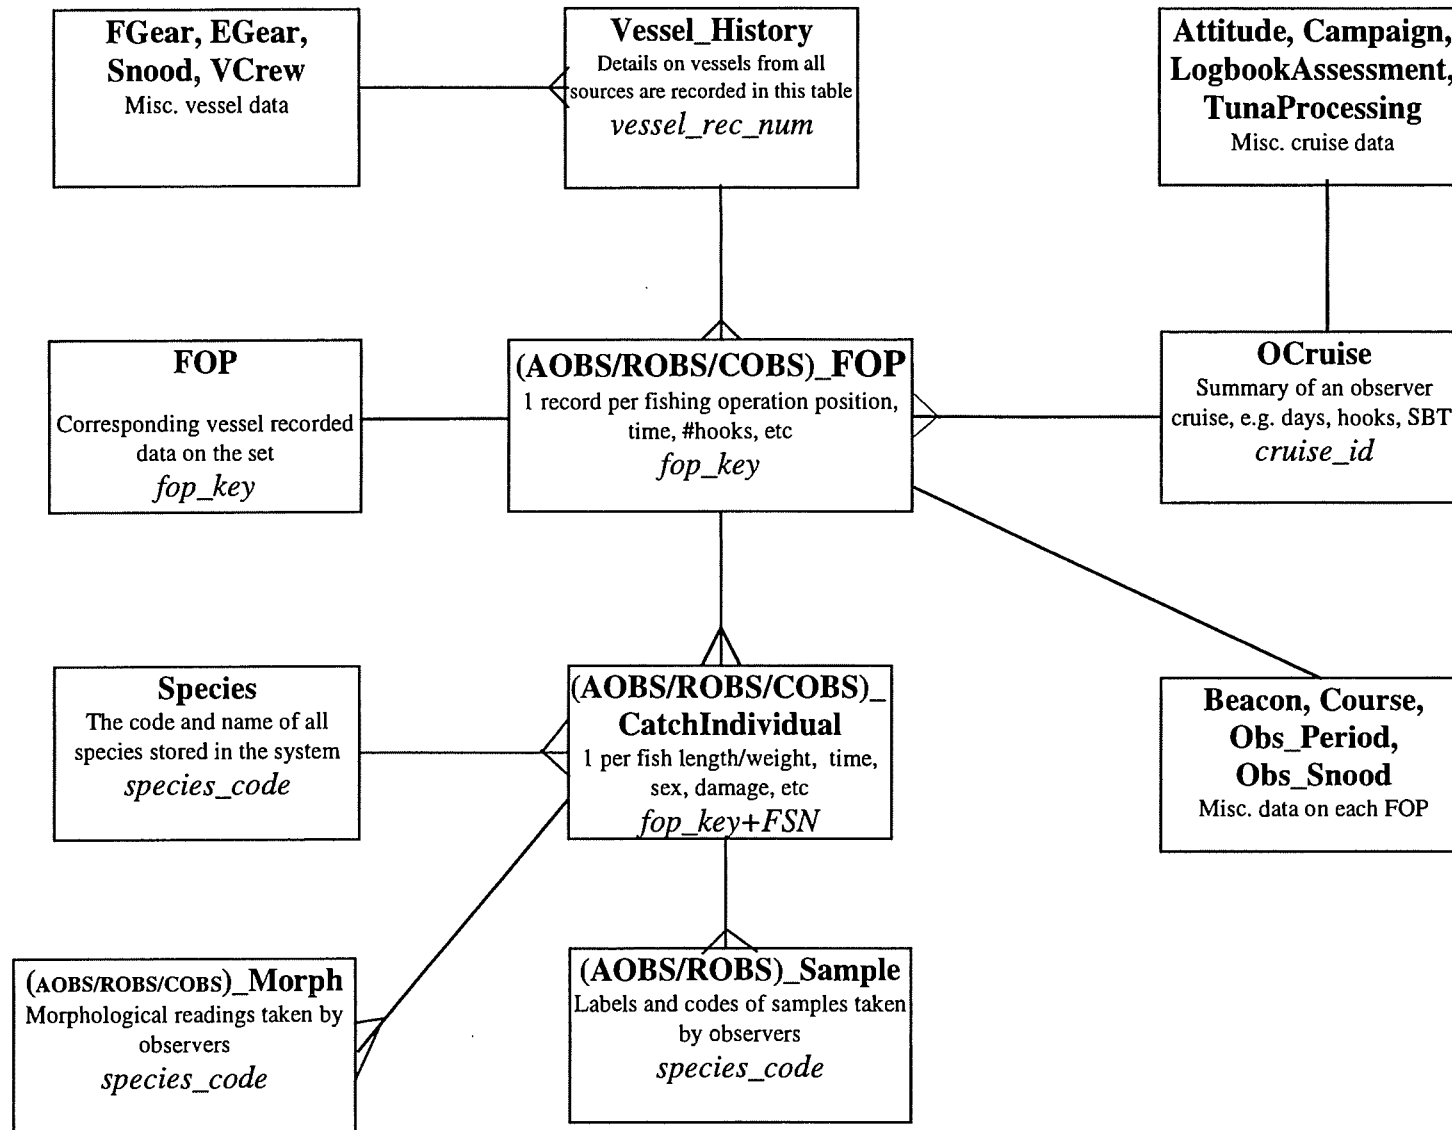 FGear, EGear,
Snood, VCrew
Misc. vessel data
Vessel_History
Details on vessels from all
sources are recorded in this table
vessel_rec_num
Attitude, Campaign,
LogbookAssessment,
TunaProcessing
Misc. cruise data
FOP
Corresponding vessel recorded
data on the set
fop_key
(AOBS/ROBS/COBS)_FOP
1 record per fishing operation position,
time, #hooks, etc
fop_key
OCruise
Summary of an observer
cruise, e.g. days, hooks, SBT
cruise_id
Species
The code and name of all
species stored in the system
species_code
(AOBS/ROBS/COBS)_
CatchIndividual
1 per fish length/weight, time,
sex, damage, etc
fop_key+FSN
Beacon, Course,
Obs_Period,
Obs_Snood
Misc. data on each FOP
(AOBS/ROBS/COBS)_Morph
Morphological readings taken by
observers
species_code
(AOBS/ROBS)_Sample
Labels and codes of samples taken
by observers
species_code